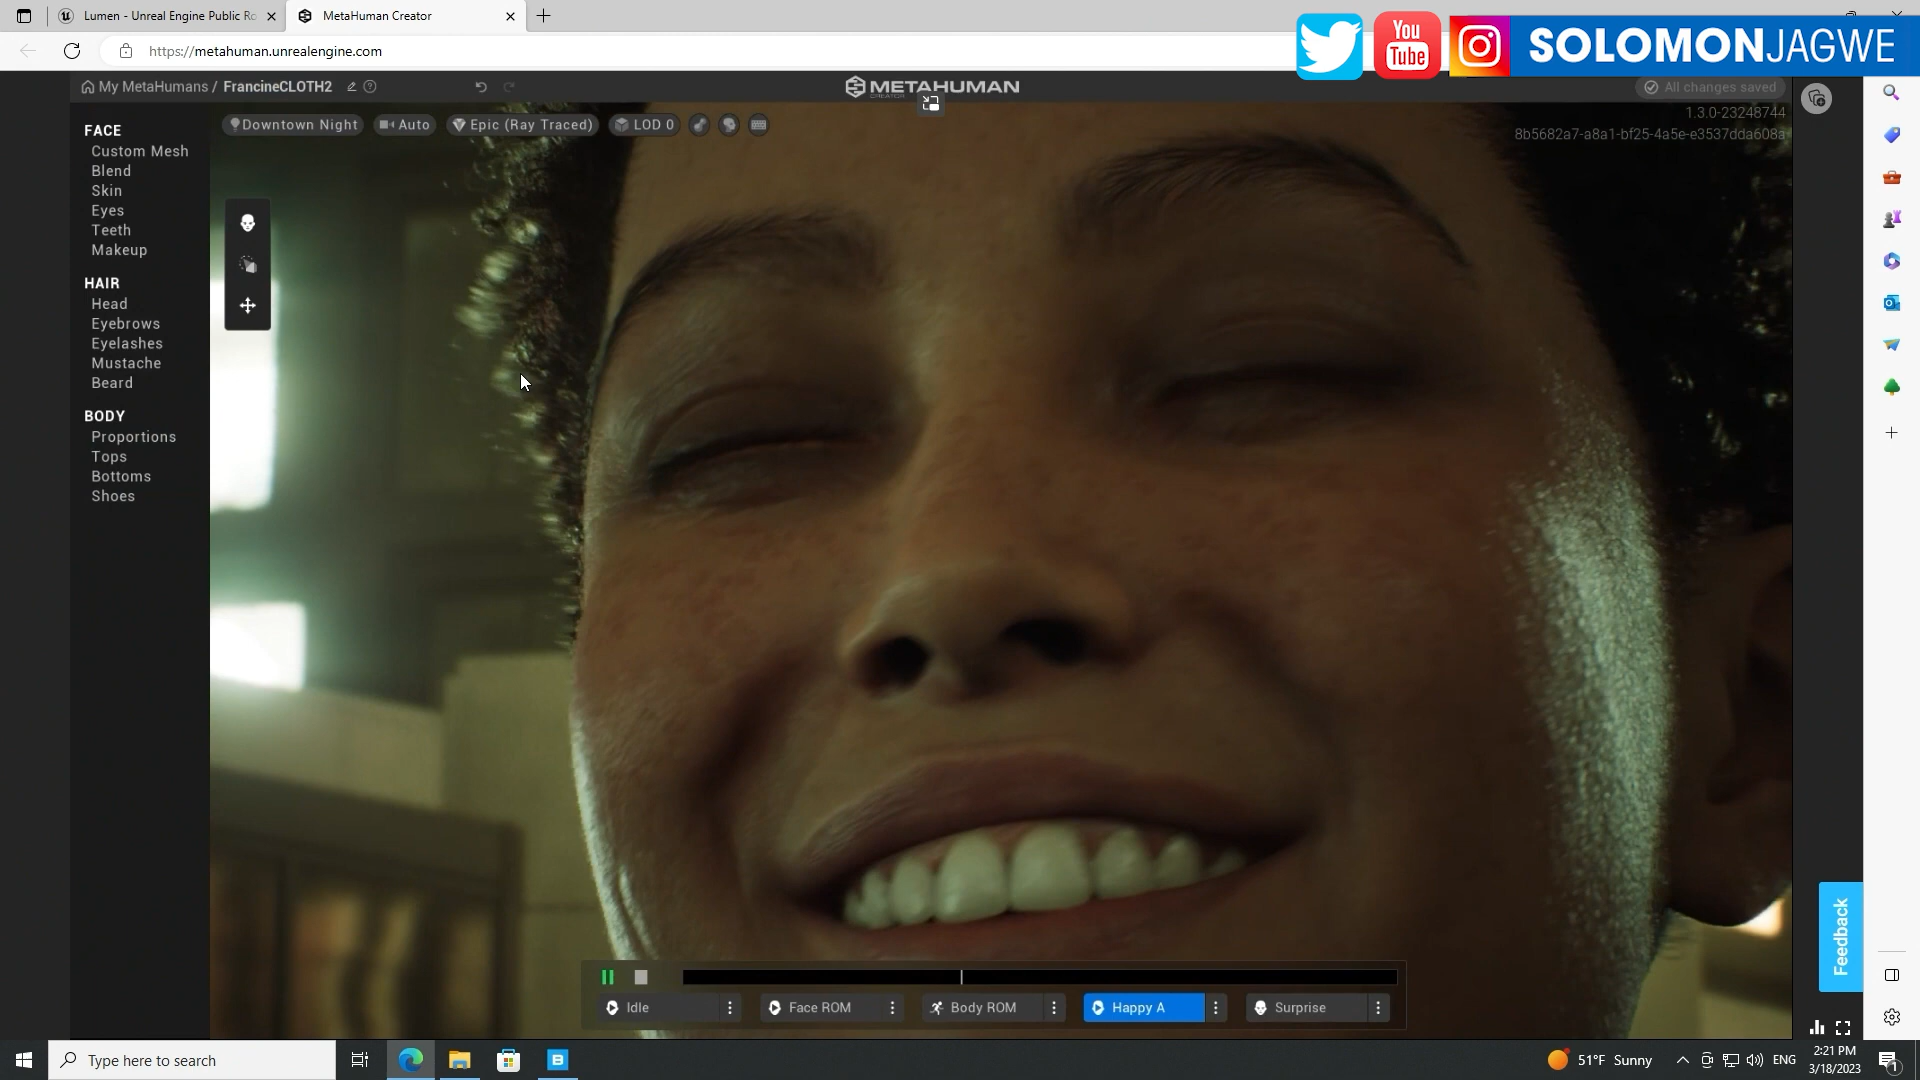 Lumen - Unreal Engine Public Ro
MetaHuman Creator
https://metahuman.unrealengine.com
You
Tube
SOLOMONJAGWE
My MetaHumans / FrancineCLOTH2
METAHUMAN
CREATOR
All changes saved
1.3.0-23248744
8b5682a7-a8a1-bf25-4a5e-e3537dda608a
Downtown Night
Auto
Epic (Ray Traced)
LOD 0
FACE
Custom Mesh
Blend
Skin
Eyes
Teeth
Makeup
HAIR
Head
Eyebrows
Eyelashes
Mustache
Beard
BODY
Proportions
Tops
Bottoms
Shoes
Feedback
Idle
Face ROM
Body ROM
Happy A
Surprise
Type here to search
B
51°F Sunny
ENG
2:21 PM
3/18/2023
1